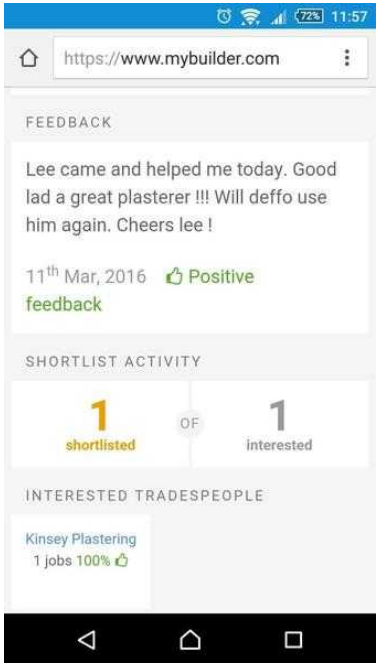 72% 11:57
https://www.mybuilder.com
FEEDBACK
Lee came and helped me today. Good
lad a great plasterer !!! Will deffo use
him again. Cheers lee !
11th Mar, 2016 Positive
feedback
SHORTLIST ACTIVITY
1 OF 1
shortlisted interested
INTERESTED TRADESPEOPLE
Kinsey Plastering
1 jobs 100%